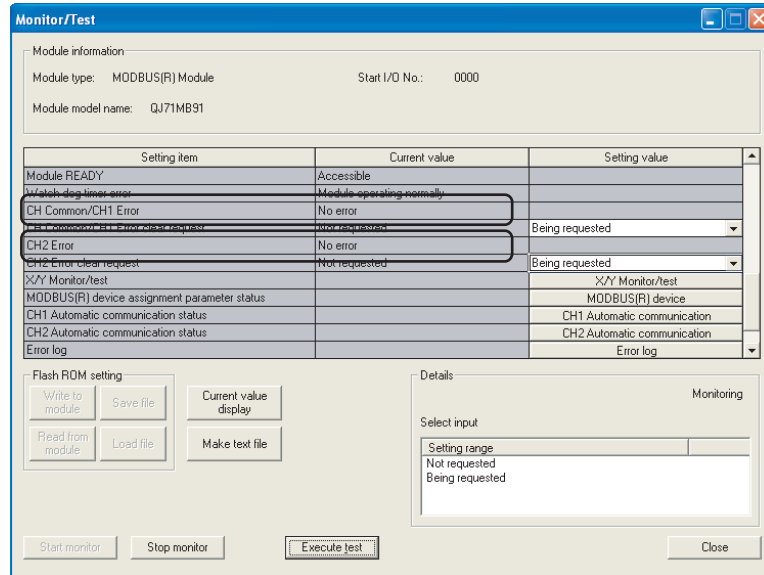 Monitor/Test
Module information
Module type: MODBUS(R) Module Start I/O No.: 0000
Module model name: QJ71MB91
Setting item Current value Setting value
Module READY Accessible
Watch dog timer error Module operating normally
CH Common/CH1 Error No error
CH Common/CH1 Error clear request Not requested Being requested
CH2 Error No error
CH2 Error clear request Not requested Being requested
X/Y Monitor/test X/Y Monitor/test
MODBUS(R) device assignment parameter status MODBUS(R) device
CH1 Automatic communication status CH1 Automatic communication
CH2 Automatic communication status CH2 Automatic communication
Error log Error log
Flash ROM setting
Write to
module
Save file
Current value
display
Read from
module
Load file
Make text file
Details
Monitoring
Select input
Setting range
Not requested
Being requested
Start monitor Stop monitor Execute test Close